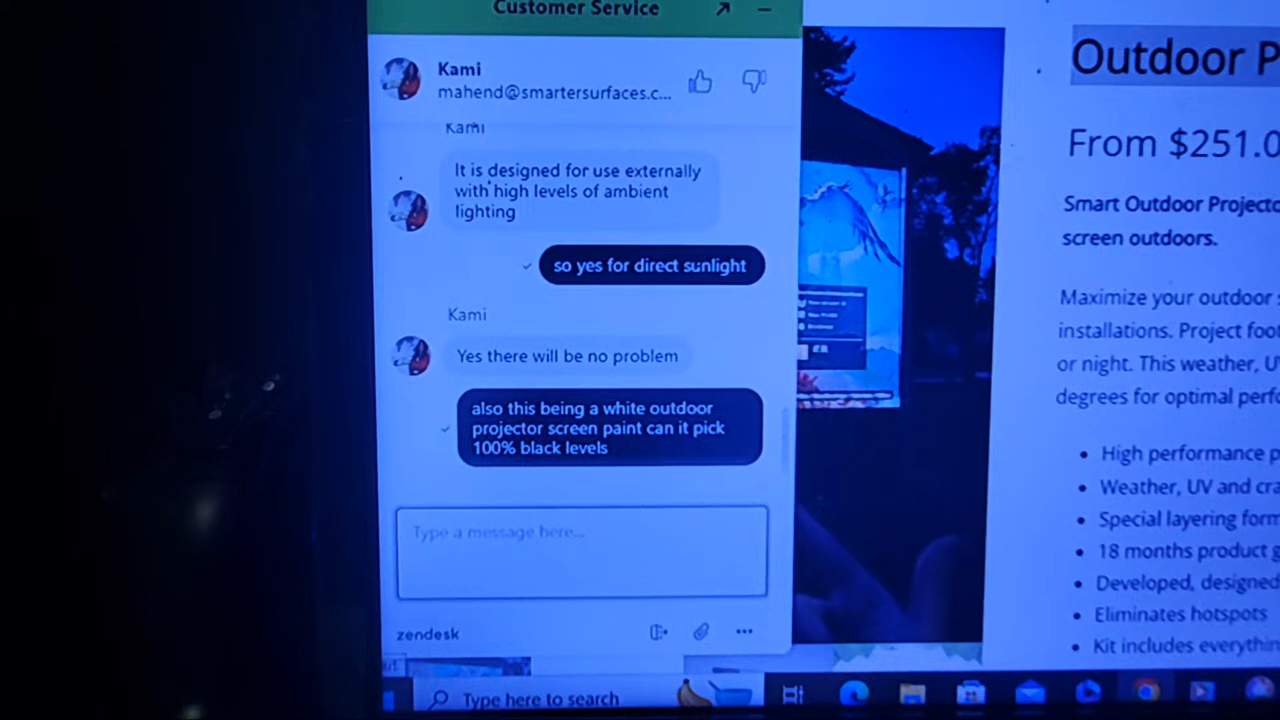 Customer Service
Kami
mahend@smartersurfaces.c...
Kami
It is designed for use externally
with high levels of ambient
lighting
so yes for direct sunlight
Kami
Yes there will be no problem
also this being a white outdoor
projector screen paint can it pick
100% black levels
Type a message here...
zendesk
Type here to search
Outdoor P
From $251.0
Smart Outdoor Projecto
screen outdoors.
Maximize your outdoor
installations. Project foo
or night. This weather, U
degrees for optimal perf
High performance p
Weather, UV and cra
Special layering form
18 months product g
Developed, designed
Eliminates hotspots
Kit includes everythin